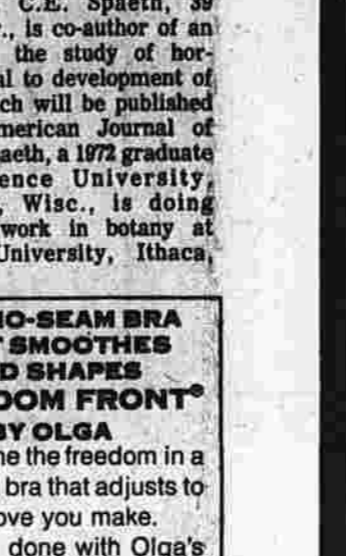 C.E. Spaeth, 39
., is co-author of an
the study of hor-
al to development of
ch will be published
merican Journal of
aeth, a 1972 graduate
ence University,
, Wisc., is doing
work in botany at
University, Ithaca,
NO-SEAM BRA
SMOOTHES
D SHAPES
DOM FRONT®
BY OLGA
he the freedom in a
bra that adjusts to
ove you make.
done with Olga's